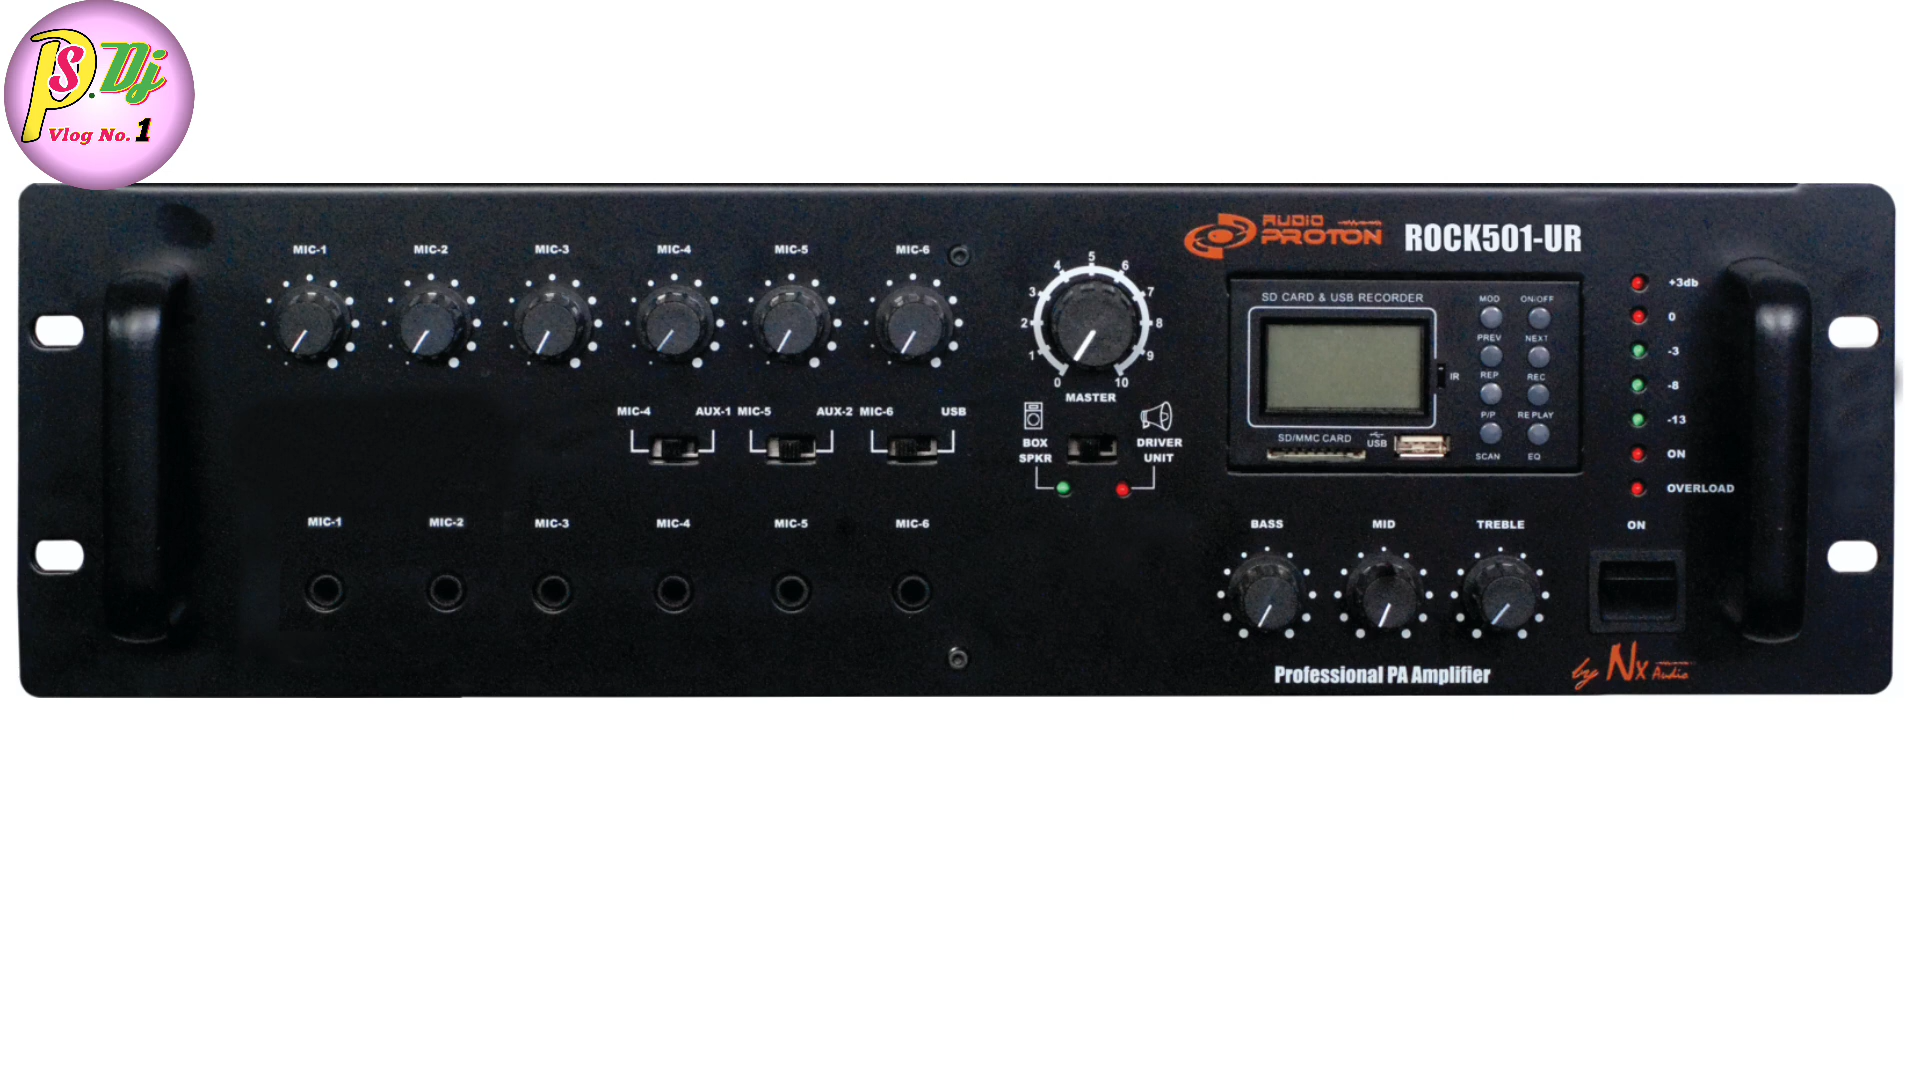 Ps.Dj
Vlog No. 1
AUDIO
PROTON
ROCK501-UR
MIC-1 MIC-2 MIC-3 MIC-4 MIC-5 MIC-6
0 1 2 3 4 5 6 7 8 9 10
MASTER
MIC-4 AUX-1 MIC-5 AUX-2 MIC-6 USB
BOX
SPKR
DRIVER
UNIT
SD CARD & USB RECORDER
MOD ON/OFF
PREV NEXT
REP REC
P/P RE PLAY
SCAN EQ
IR
SD/MMC CARD USB
+3db
0
-3
-8
-13
ON
OVERLOAD
MIC-1 MIC-2 MIC-3 MIC-4 MIC-5 MIC-6
BASS MID TREBLE ON
Professional PA Amplifier
by Nx Audio